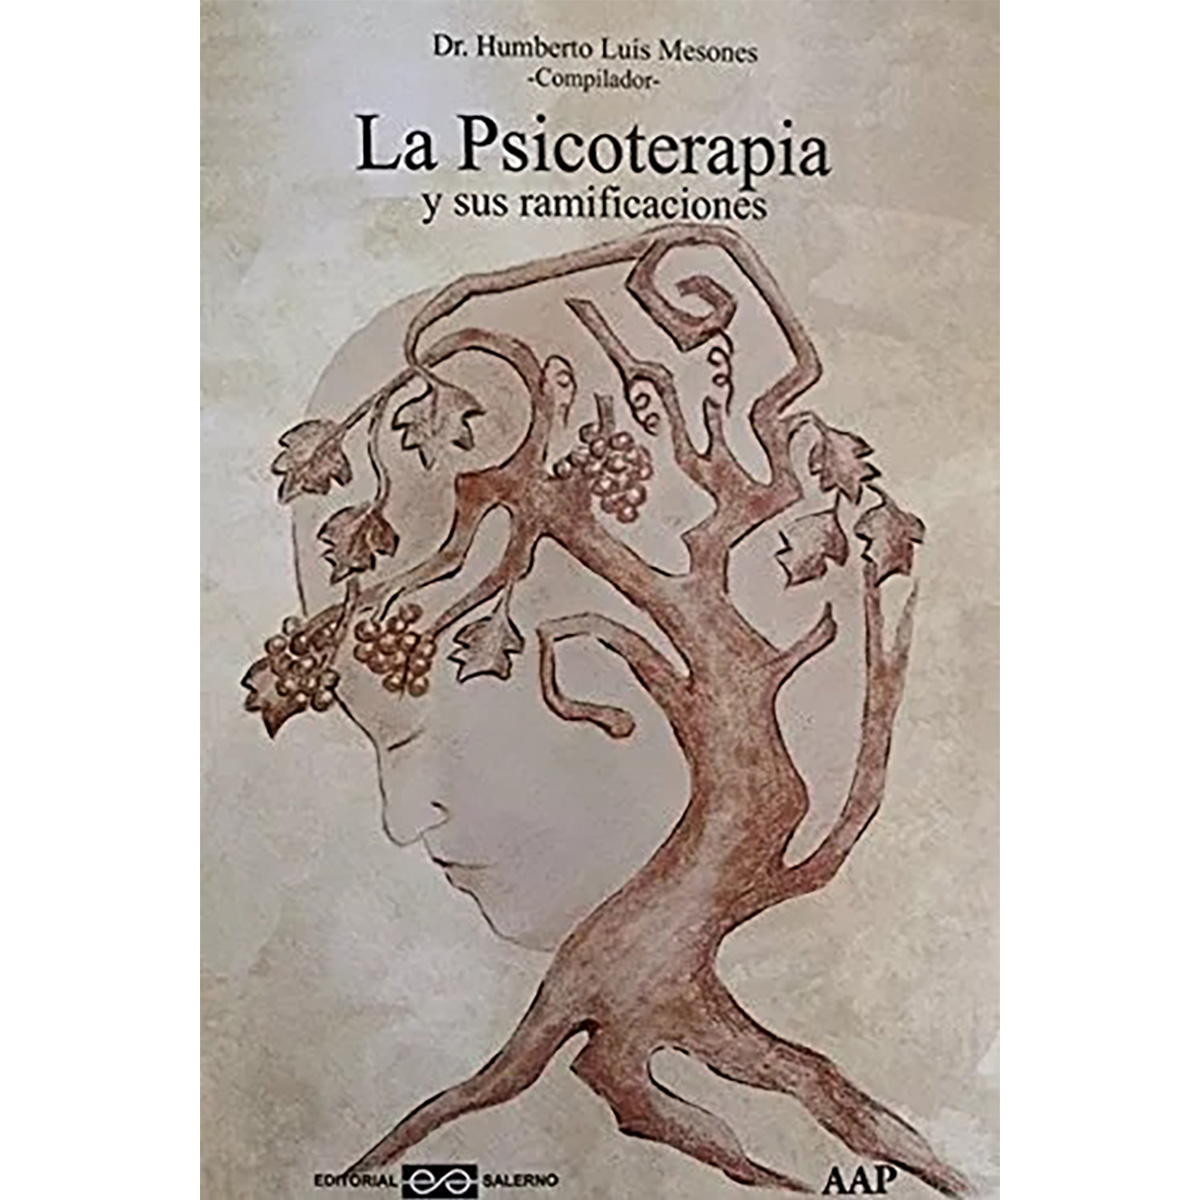 Dr. Humberto Luis Mesones
-Compilador-
La Psicoterapia
y sus ramificaciones
EDITORIAL SALERNO
AAP